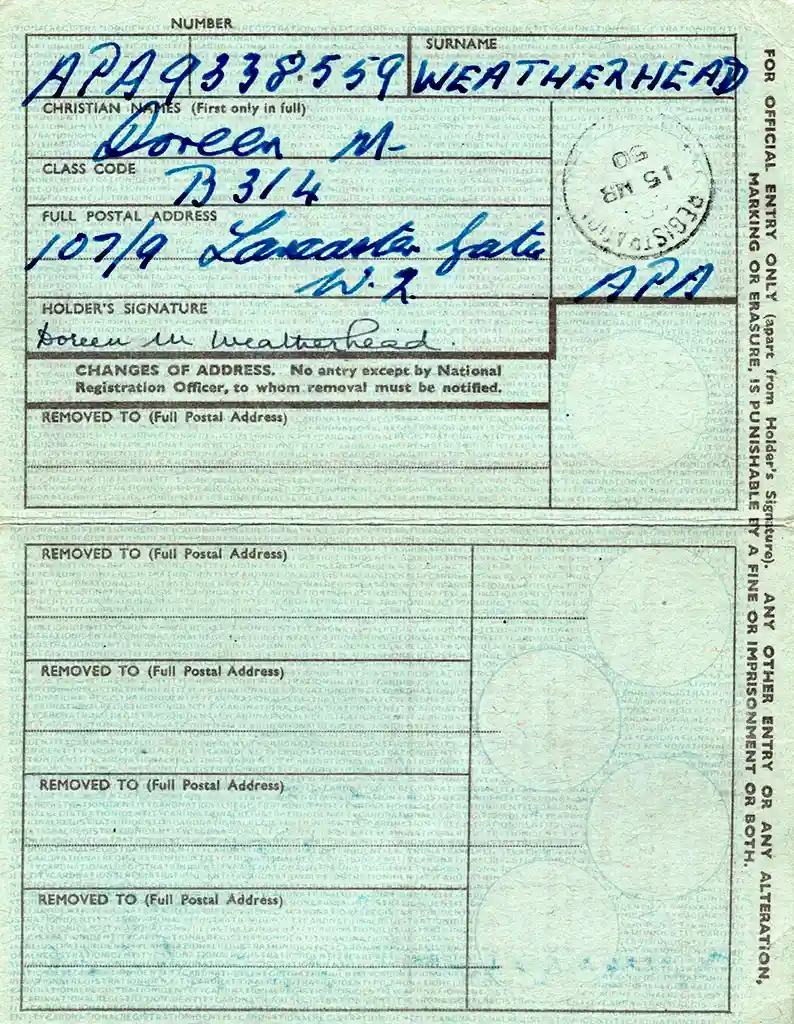 NUMBER
SURNAME
APA 9338.559 WEATHERHEAD
CHRISTIAN NAMES (First only in full)
Doreen M-
CLASS CODE
B 314
FULL POSTAL ADDRESS
107/9 Lancaster Gate
W.2.
HOLDER'S SIGNATURE
Doreen M Weatherhead.
15 MR
50
REGISTRATION
APA
CHANGES OF ADDRESS. No entry except by National
Registration Officer, to whom removal must be notified.
REMOVED TO (Full Postal Address)
REMOVED TO (Full Postal Address)
REMOVED TO (Full Postal Address)
REMOVED TO (Full Postal Address)
REMOVED TO (Full Postal Address)
FOR OFFICIAL ENTRY ONLY (apart from Holder's Signature). ANY OTHER ENTRY OR ANY ALTERATION,
MARKING OR ERASURE, IS PUNISHABLE BY A FINE OR IMPRISONMENT OR BOTH.